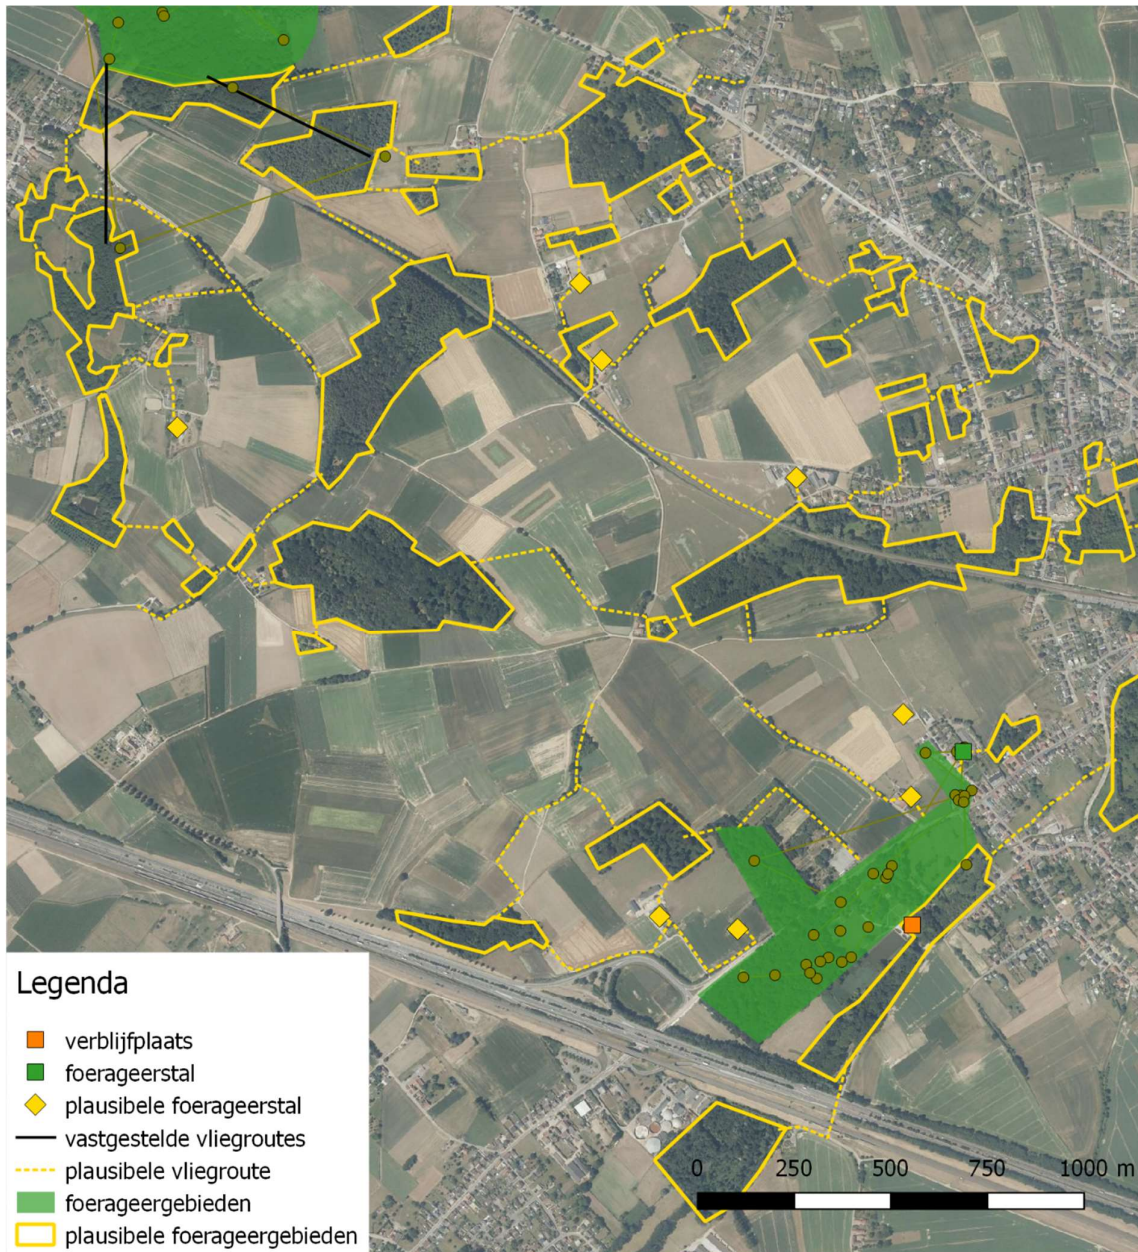 0 250 500 750 1000 m
Legenda
verblijfplaats
foerageerstal
plausibele foerageerstal
vastgestelde vliegroutes
plausibele vliegroute
foerageergebieden
plausibele foerageergebieden